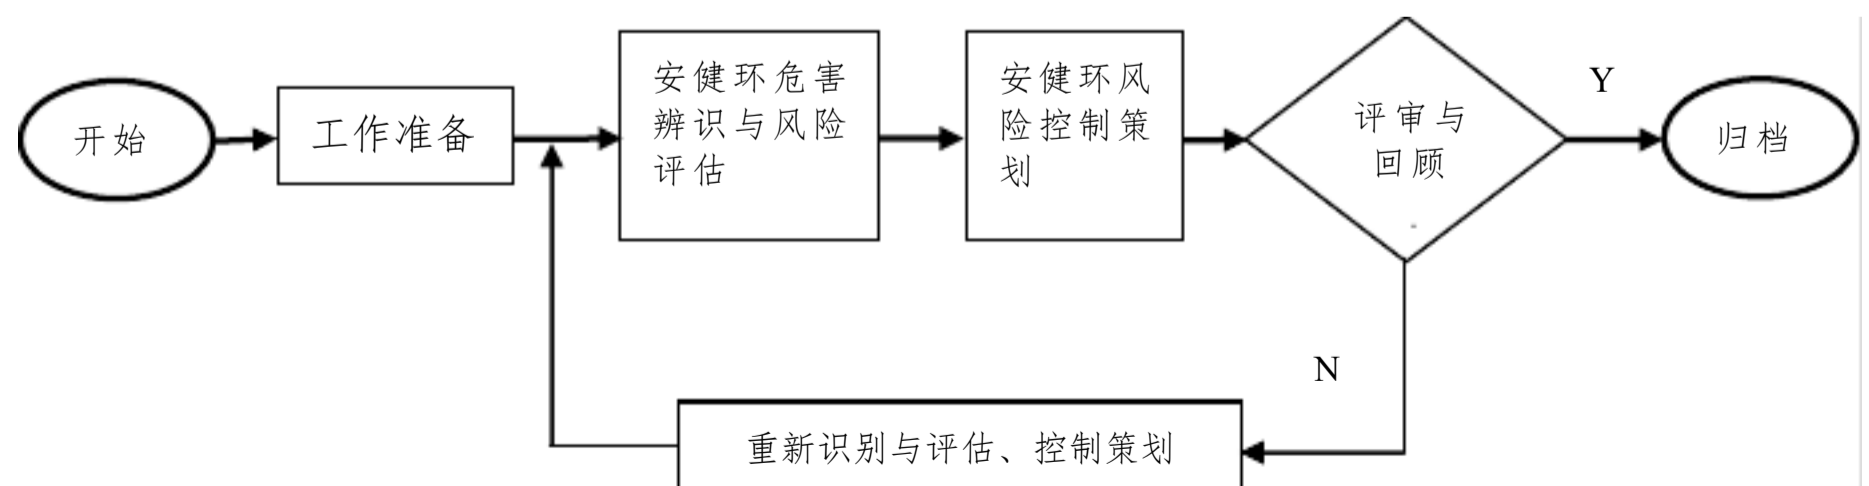 开始
工作准备
安健环危害
辨识与风险
评估
安健环风
险控制策
划
评审与
回顾
Y
归档
N
重新识别与评估、控制策划